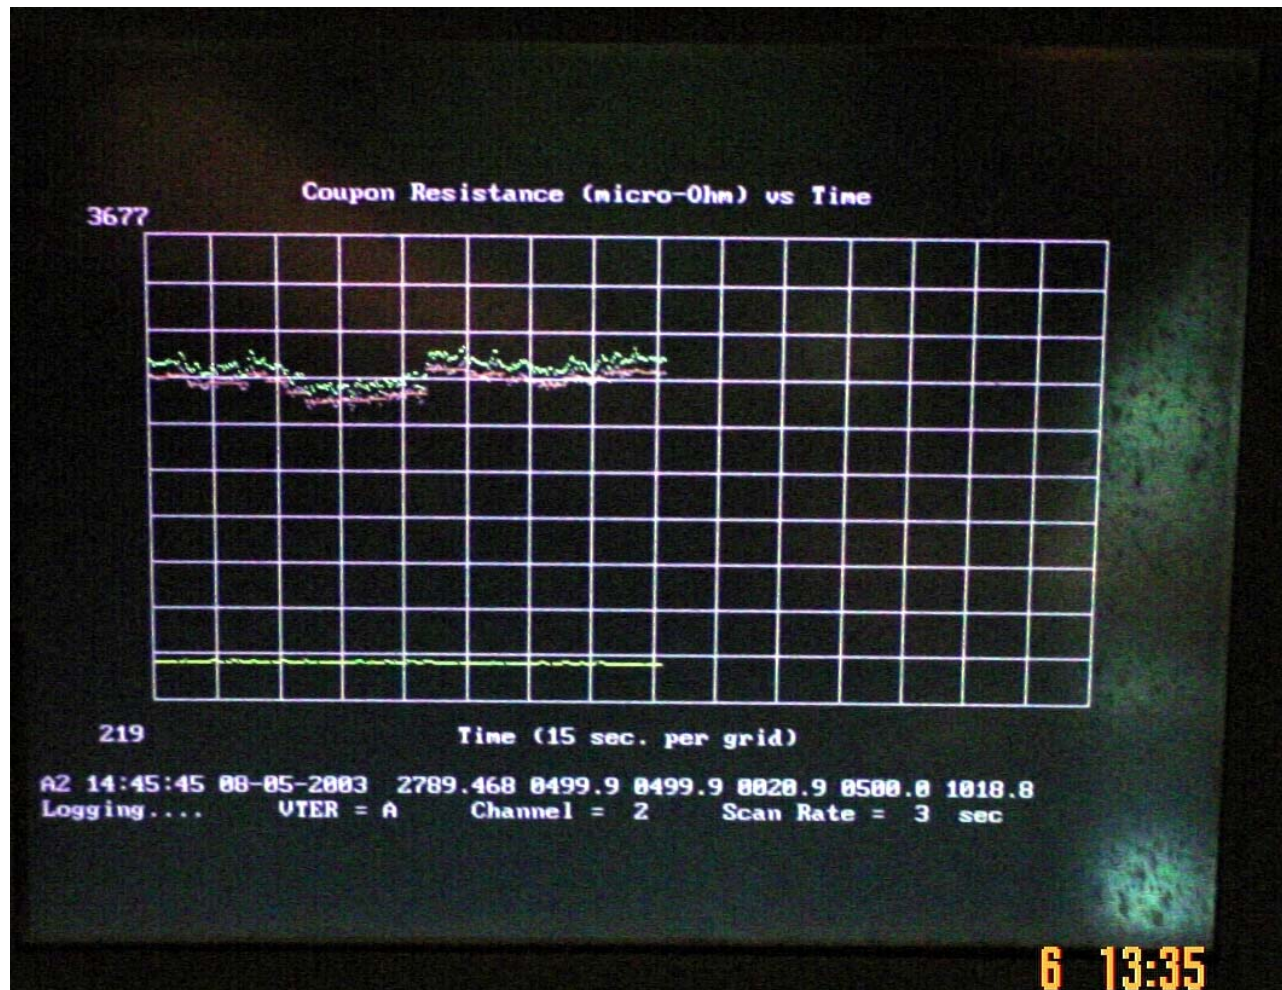 Coupon Resistance (micro-Ohm) vs Time
3677
219
Time (15 sec. per grid)
A2 14:45:45 08-05-2003 2789.468 0499.9 0499.9 0020.9 0500.0 1018.8
Logging.... VTER = A Channel = 2 Scan Rate = 3 sec
6 13:35